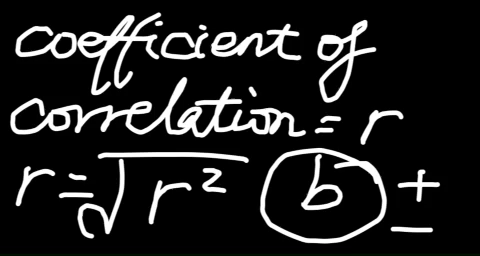 coefficient of
correlation = r
r = √r² b ±